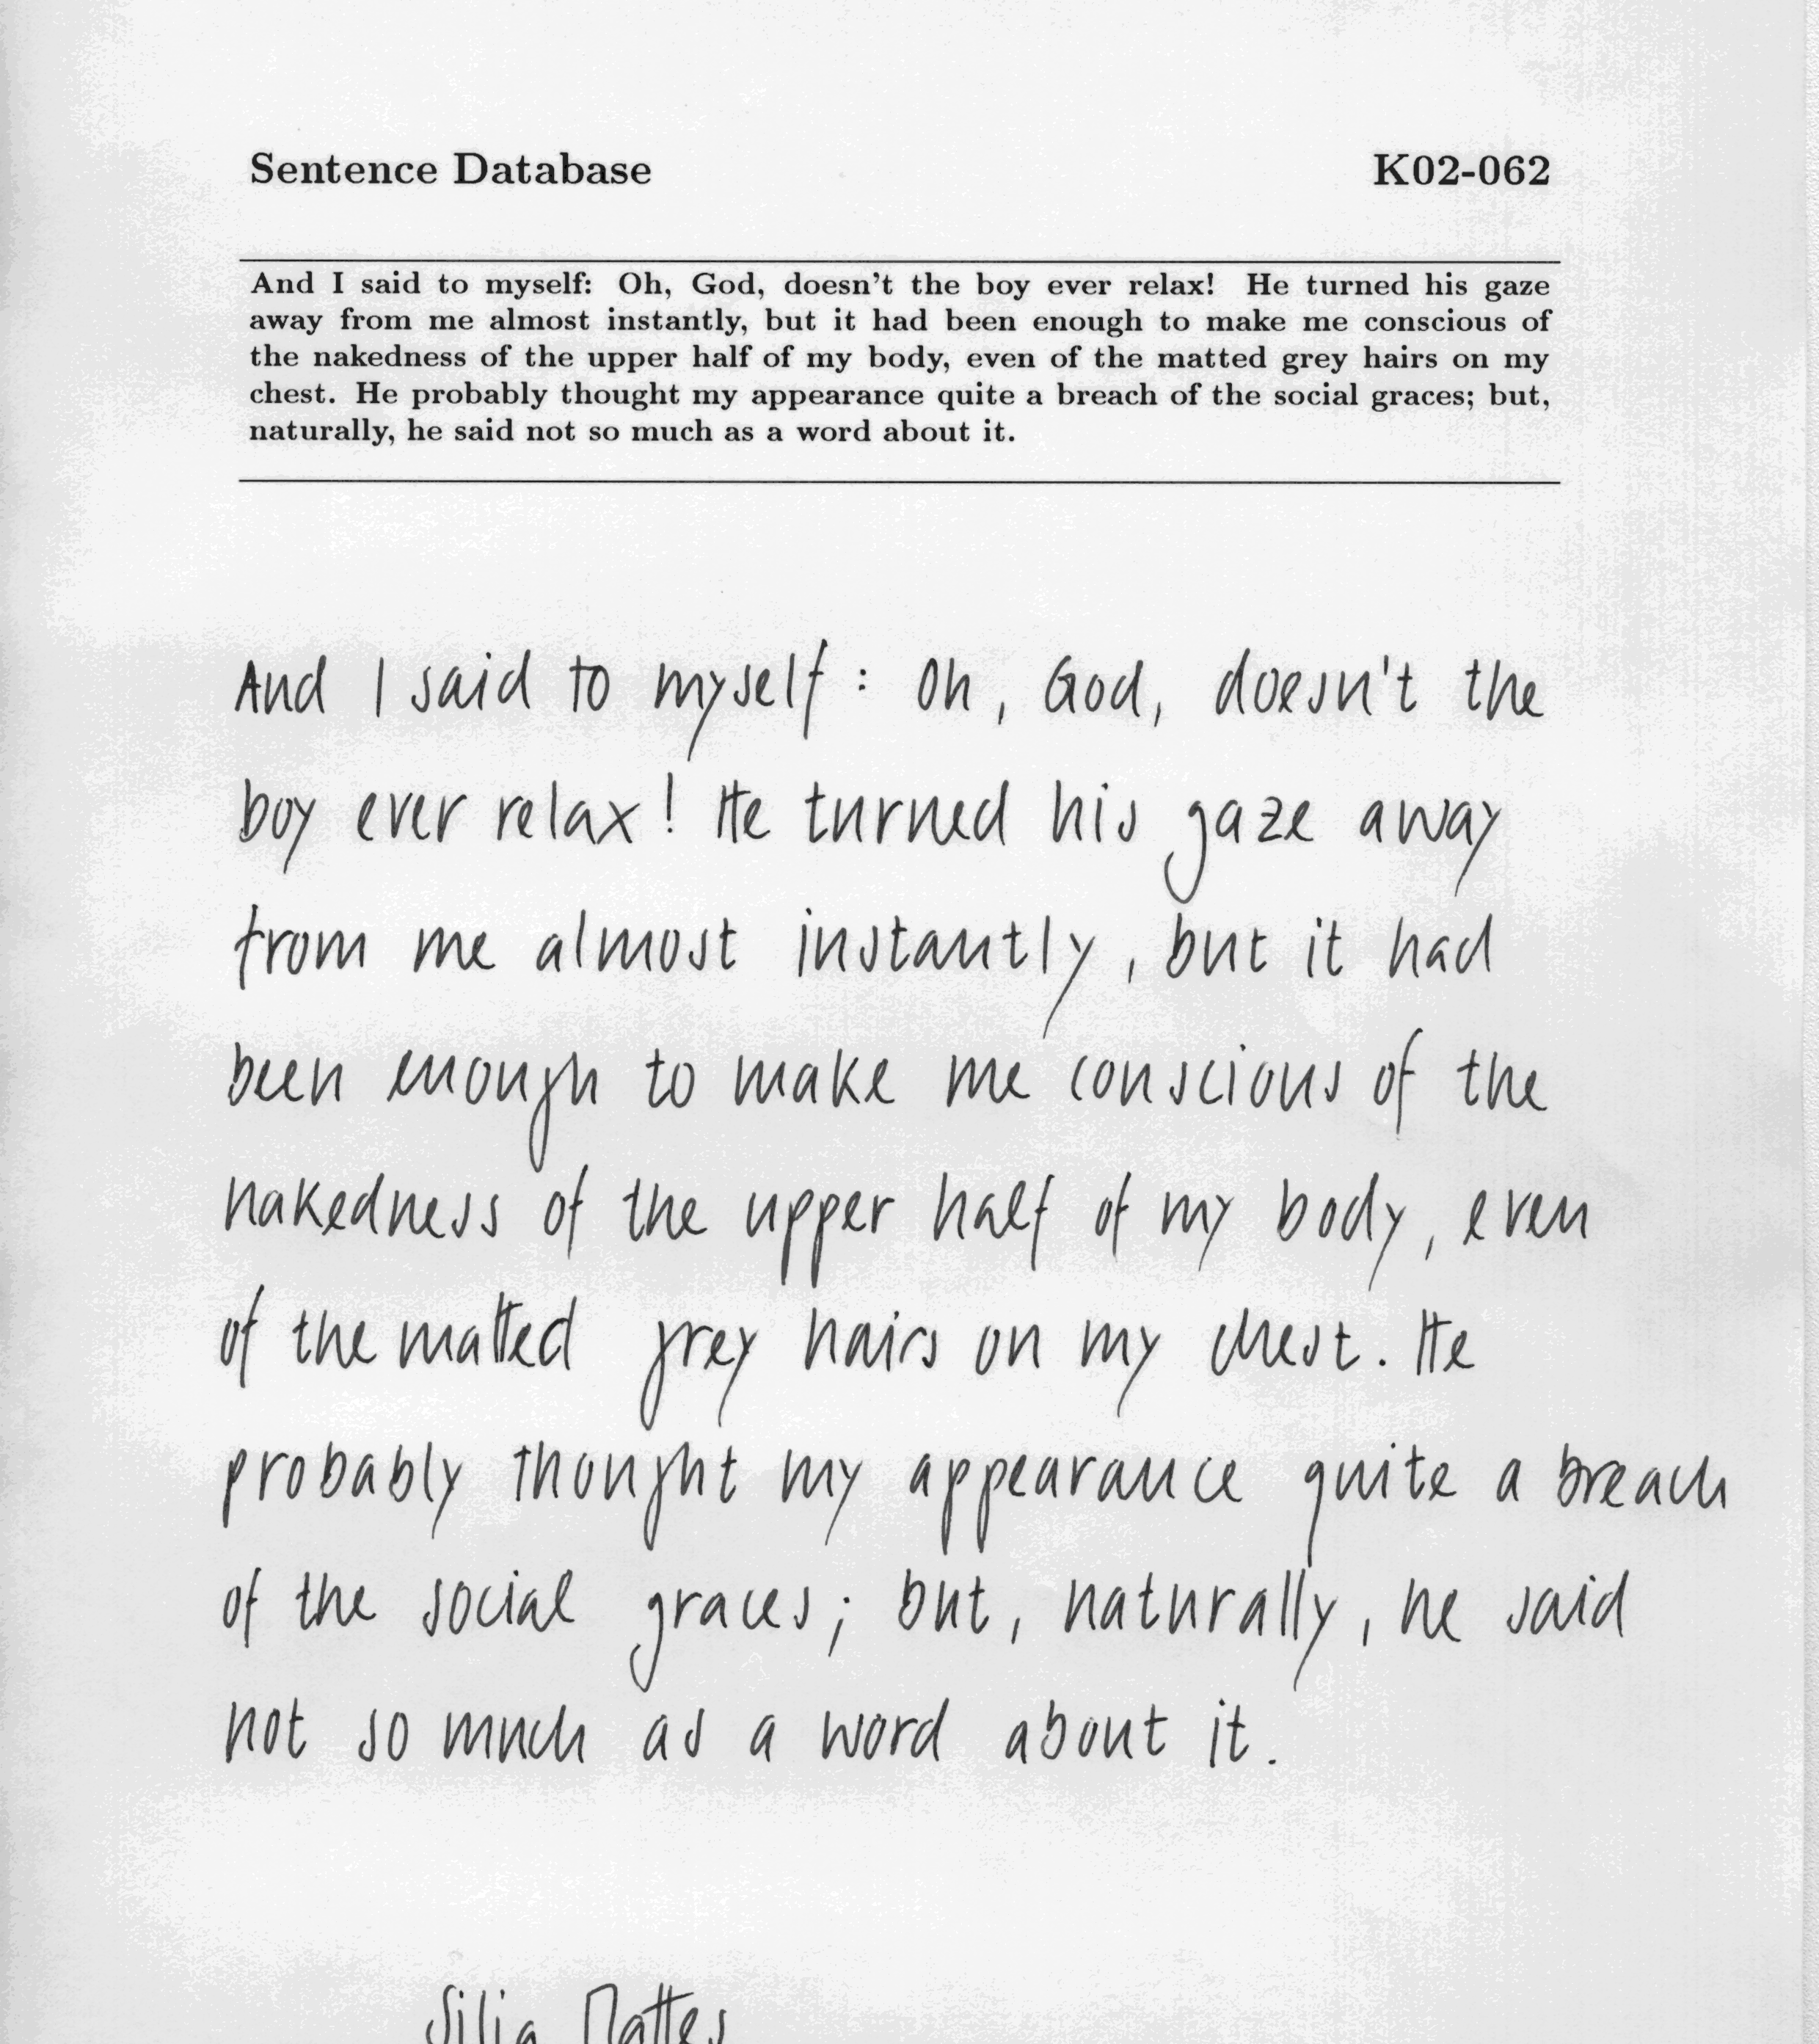 Sentence Database K02-062
And I said to myself: Oh, God, doesn't the boy ever relax! He turned his gaze
away from me almost instantly, but it had been enough to make me conscious of
the nakedness of the upper half of my body, even of the matted grey hairs on my
chest. He probably thought my appearance quite a breach of the social graces; but,
naturally, he said not so much as a word about it.
And I said to myself : Oh, God, doesn't the
boy ever relax! He turned his gaze away
from me almost instantly, but it had
been enough to make me conscious of the
nakedness of the upper half of my body, even
of the matted grey hairs on my chest. He
probably thought my appearance quite a breach
of the social graces; but, naturally, he said
not so much as a word about it.
Silia Mattes